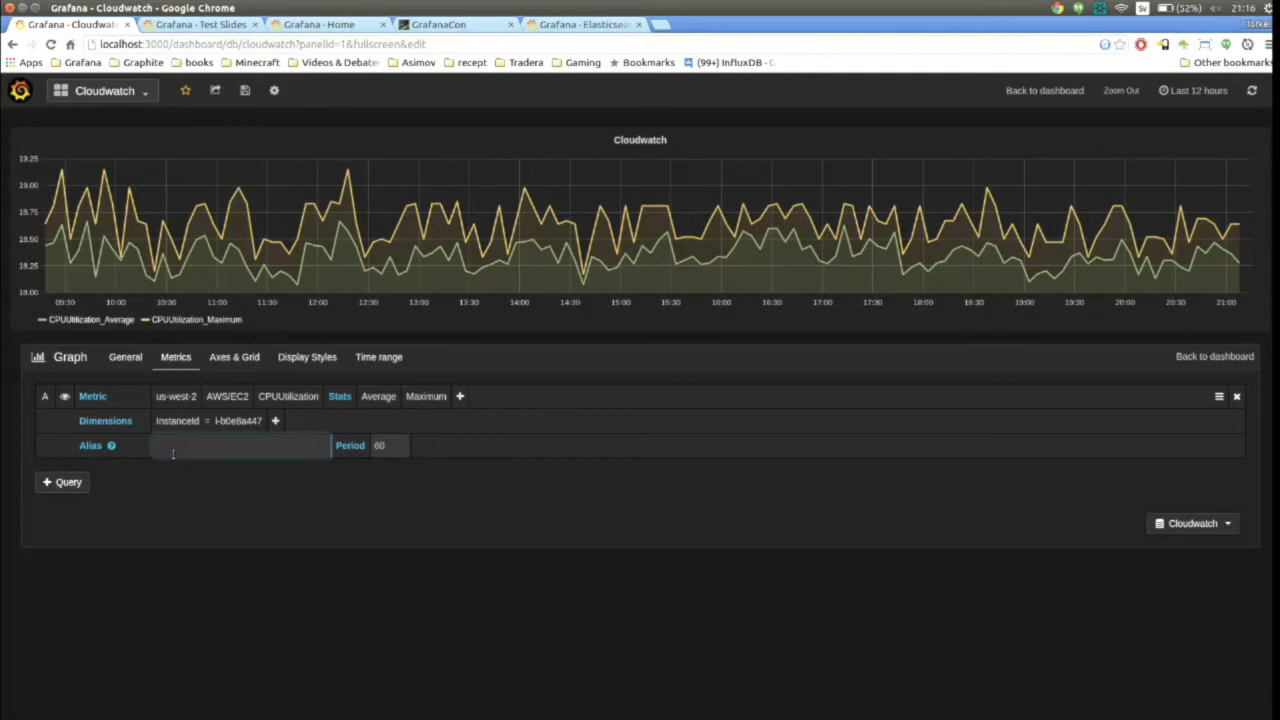 Grafana - Cloudwatch - Google Chrome
Sv (52%) 21:16
Grafana - Cloudwat × Grafana - Test Slides × Grafana - Home × GrafanaCon × Grafana - Elasticsea × Torke
localhost:3000/dashboard/db/cloudwatch?panelId=1&fullscreen&edit
Apps Grafana Graphite books Minecraft Videos & Debate Asimov recept Tradera Gaming Bookmarks (99+) InfluxDB - G Other bookmarks
Cloudwatch Back to dashboard Zoom Out Last 12 hours
Cloudwatch
19.25
19.00
18.75
18.50
18.25
18.00
09:30 10:00 10:30 11:00 11:30 12:00 12:30 13:00 13:30 14:00 14:30 15:00 15:30 16:00 16:30 17:00 17:30 18:00 18:30 19:00 19:30 20:00 20:30 21:00
CPUUtilization_Average CPUUtilization_Maximum
Graph General Metrics Axes & Grid Display Styles Time range Back to dashboard
A Metric us-west-2 AWS/EC2 CPUUtilization Stats Average Maximum +
Dimensions InstanceId = i-b0e8a447 +
Alias Period 60
+ Query
Cloudwatch